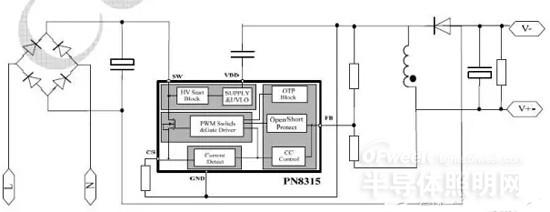 SW
VDD
HV Start
Block
SUPPLY
&UVLO
OTP
Block
PWM Switch
&Gate Driver
Open/Short
Protect
FB
CS
Current
Detect
CC
Control
GND
PN8315
L
N
V-
V+-
OFweek
半导体照明网